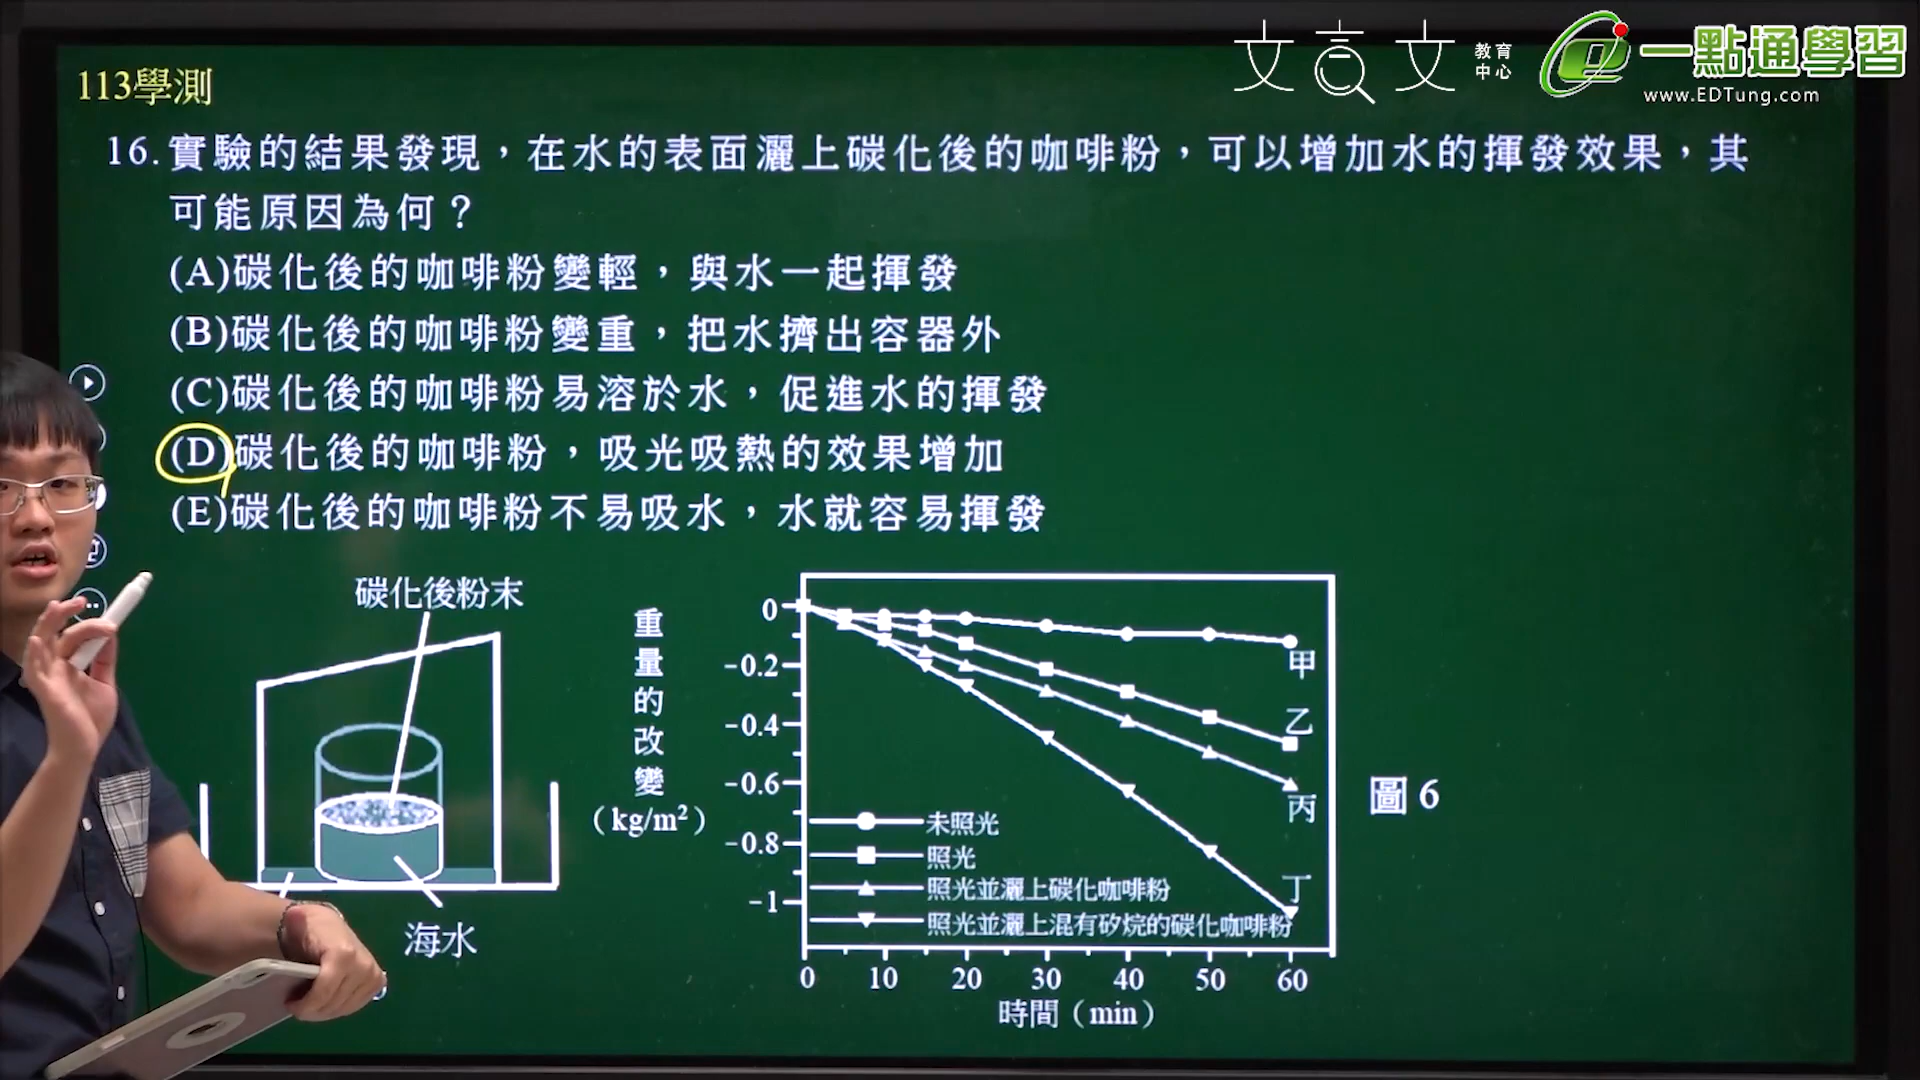 文言文 教育中心
一點通學習
www.EDTung.com
113學測
16.實驗的結果發現，在水的表面灑上碳化後的咖啡粉，可以增加水的揮發效果，其
可能原因為何？
(A)碳化後的咖啡粉變輕，與水一起揮發
(B)碳化後的咖啡粉變重，把水擠出容器外
(C)碳化後的咖啡粉易溶於水，促進水的揮發
(D)碳化後的咖啡粉，吸光吸熱的效果增加
(E)碳化後的咖啡粉不易吸水，水就容易揮發
碳化後粉末
海水
重量的改變
（kg/m²）
0
-0.2
-0.4
-0.6
-0.8
-1
甲
乙
丙
丁
未照光
照光
照光並灑上碳化咖啡粉
照光並灑上混有矽烷的碳化咖啡粉
0 10 20 30 40 50 60
時間（min）
圖 6